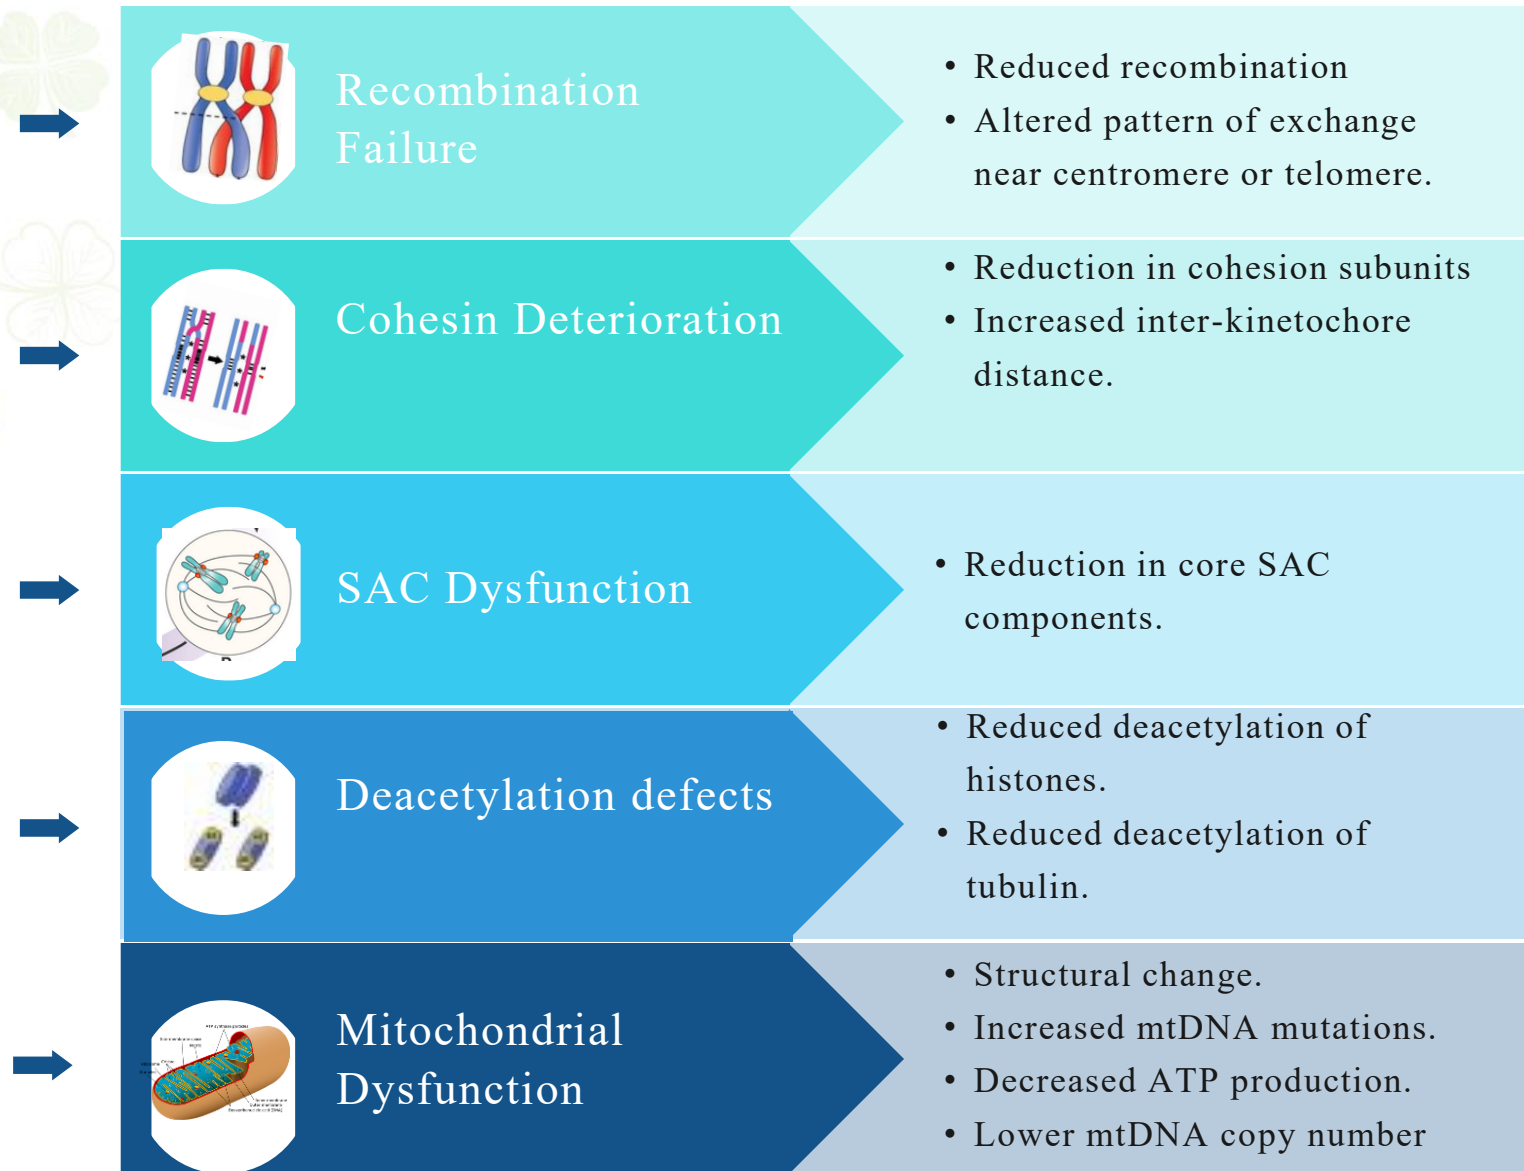 Recombination
Failure
• Reduced recombination
• Altered pattern of exchange
near centromere or telomere.
Cohesin Deterioration
• Reduction in cohesion subunits
• Increased inter-kinetochore
distance.
SAC Dysfunction
• Reduction in core SAC
components.
Deacetylation defects
• Reduced deacetylation of
histones.
• Reduced deacetylation of
tubulin.
Mitochondrial
Dysfunction
• Structural change.
• Increased mtDNA mutations.
• Decreased ATP production.
• Lower mtDNA copy number